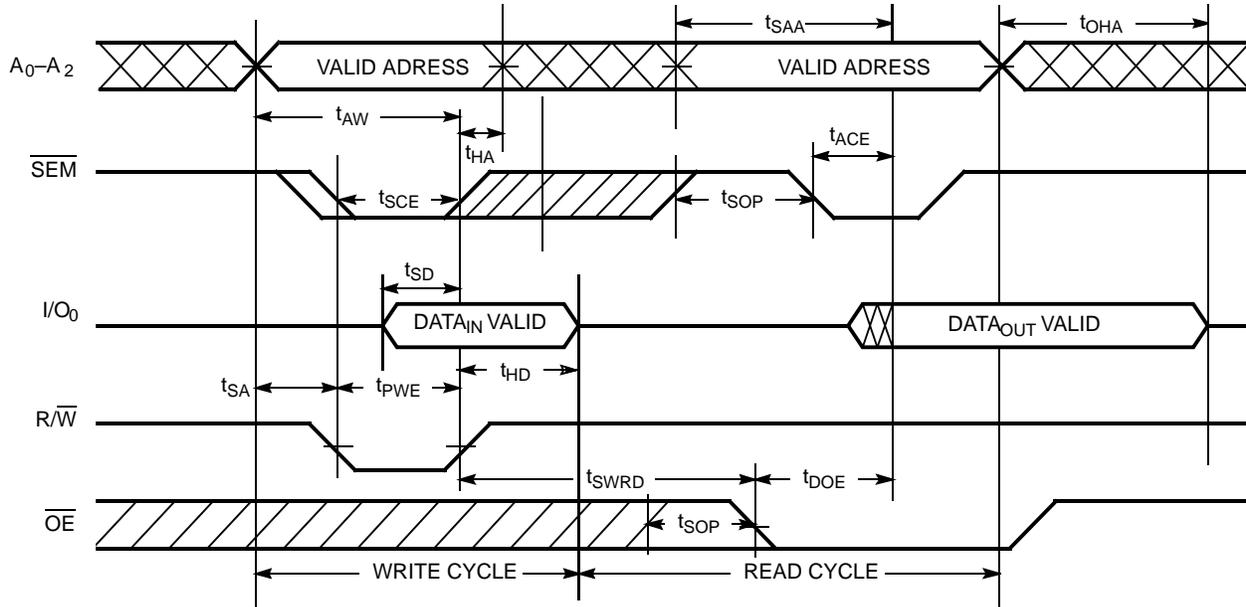 tSAA tOHA
A0–A2 VALID ADRESS VALID ADRESS
tAW
tHA tACE
SEM
tSCE tSOP
tSD
I/O0 DATAIN VALID DATAOUT VALID
tSA tPWE tHD
R/W
tSWRD tDOE
OE tSOP
WRITE CYCLE READ CYCLE